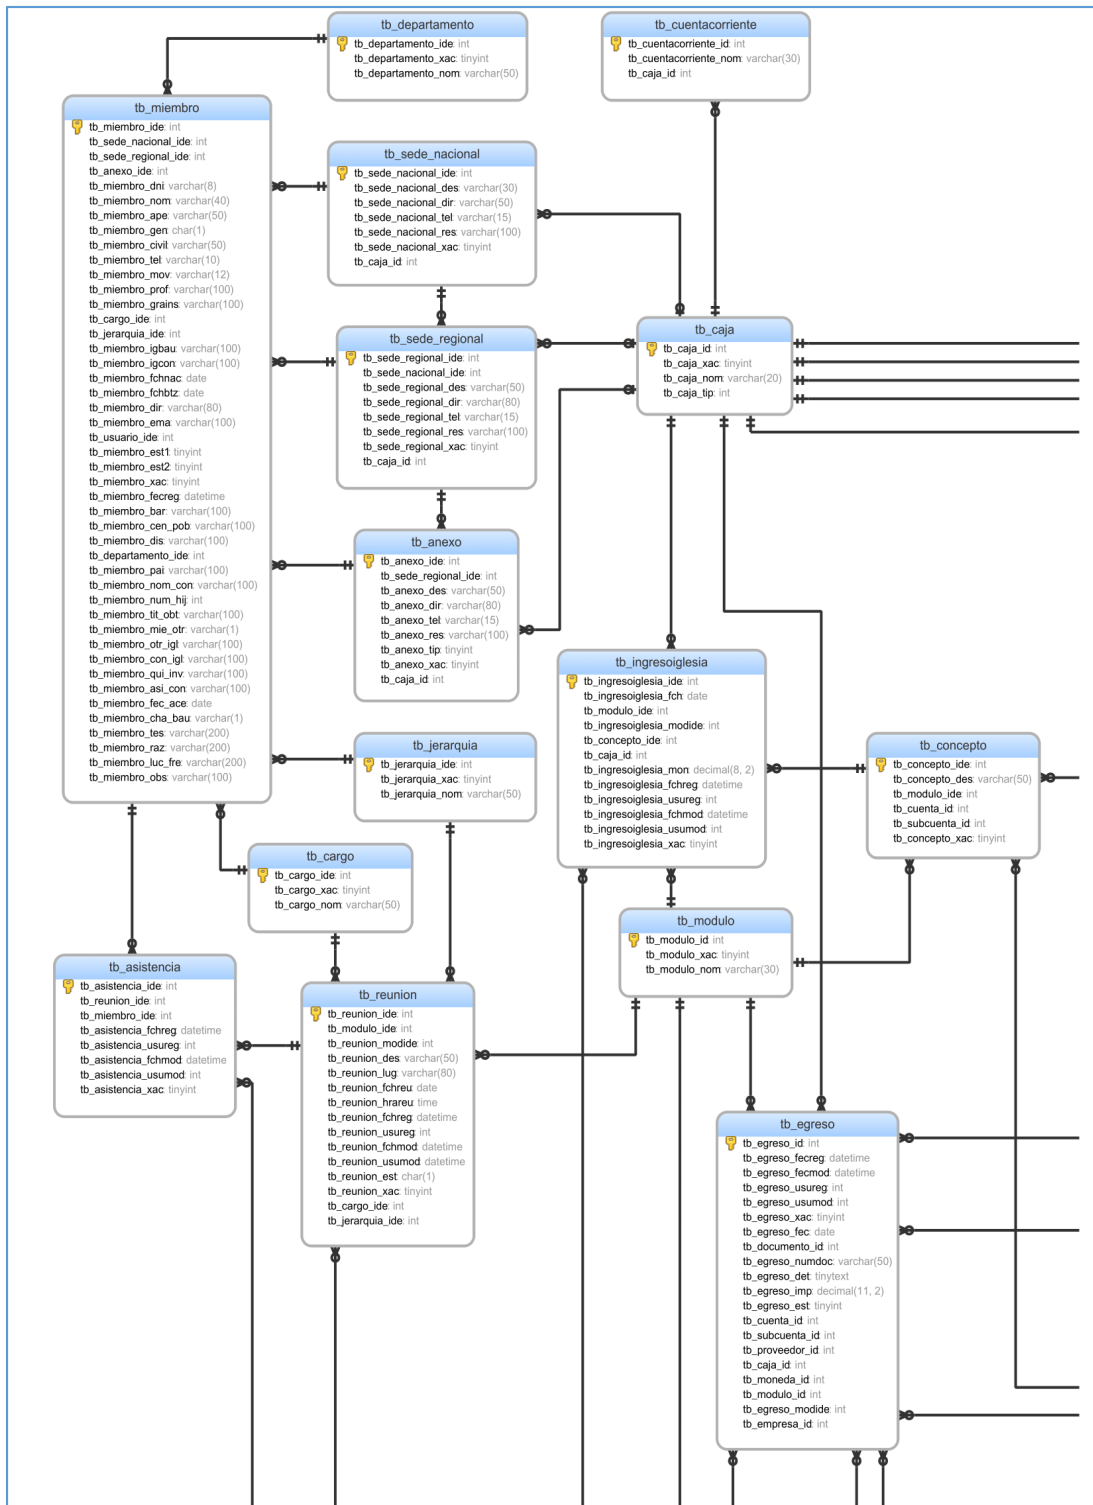 tb_departamento
tb_departamento_ide: int
tb_departamento_xac: tinyint
tb_departamento_nom: varchar(50)
tb_cuentacorriente
tb_cuentacorriente_id: int
tb_cuentacorriente_nom: varchar(30)
tb_caja_id: int
tb_miembro
tb_miembro_ide: int
tb_sede_nacional_ide: int
tb_sede_regional_ide: int
tb_anexo_ide: int
tb_miembro_dni: varchar(8)
tb_miembro_nom: varchar(40)
tb_miembro_ape: varchar(50)
tb_miembro_gen: char(1)
tb_miembro_civil: varchar(50)
tb_miembro_tel: varchar(10)
tb_miembro_mov: varchar(12)
tb_miembro_prof: varchar(100)
tb_miembro_grains: varchar(100)
tb_cargo_ide: int
tb_jerarquia_ide: int
tb_miembro_igbau: varchar(100)
tb_miembro_igcon: varchar(100)
tb_miembro_fchnac: date
tb_miembro_fchbtz: date
tb_miembro_dir: varchar(80)
tb_miembro_ema: varchar(100)
tb_usuario_ide: int
tb_miembro_est1: tinyint
tb_miembro_est2: tinyint
tb_miembro_xac: tinyint
tb_miembro_fecreg: datetime
tb_miembro_bar: varchar(100)
tb_miembro_cen_pob: varchar(100)
tb_miembro_dis: varchar(100)
tb_departamento_ide: int
tb_miembro_pai: varchar(100)
tb_miembro_nom_con: varchar(100)
tb_miembro_num_hij: int
tb_miembro_tit_obt: varchar(100)
tb_miembro_mie_otr: varchar(1)
tb_miembro_otr_igl: varchar(100)
tb_miembro_con_igl: varchar(100)
tb_miembro_qui_inv: varchar(100)
tb_miembro_asi_con: varchar(100)
tb_miembro_fec_ace: date
tb_miembro_cha_bau: varchar(1)
tb_miembro_tes: varchar(200)
tb_miembro_raz: varchar(200)
tb_miembro_luc_fre: varchar(200)
tb_miembro_obs: varchar(100)
tb_sede_nacional
tb_sede_nacional_ide: int
tb_sede_nacional_des: varchar(30)
tb_sede_nacional_dir: varchar(50)
tb_sede_nacional_tel: varchar(15)
tb_sede_nacional_res: varchar(100)
tb_sede_nacional_xac: tinyint
tb_caja_id: int
tb_sede_regional
tb_sede_regional_ide: int
tb_sede_nacional_ide: int
tb_sede_regional_des: varchar(50)
tb_sede_regional_dir: varchar(80)
tb_sede_regional_tel: varchar(15)
tb_sede_regional_res: varchar(100)
tb_sede_regional_xac: tinyint
tb_caja_id: int
tb_caja
tb_caja_id: int
tb_caja_xac: tinyint
tb_caja_nom: varchar(20)
tb_caja_tip: int
tb_anexo
tb_anexo_ide: int
tb_sede_regional_ide: int
tb_anexo_des: varchar(50)
tb_anexo_dir: varchar(80)
tb_anexo_tel: varchar(15)
tb_anexo_res: varchar(100)
tb_anexo_tip: tinyint
tb_anexo_xac: tinyint
tb_caja_id: int
tb_ingresoiglesia
tb_ingresoiglesia_ide: int
tb_ingresoiglesia_fch: date
tb_modulo_ide: int
tb_ingresoiglesia_modide: int
tb_concepto_ide: int
tb_caja_id: int
tb_ingresoiglesia_mon: decimal(8, 2)
tb_ingresoiglesia_fchreg: datetime
tb_ingresoiglesia_usureg: int
tb_ingresoiglesia_fchmod: datetime
tb_ingresoiglesia_usumod: int
tb_ingresoiglesia_xac: tinyint
tb_jerarquia
tb_jerarquia_ide: int
tb_jerarquia_xac: tinyint
tb_jerarquia_nom: varchar(50)
tb_concepto
tb_concepto_ide: int
tb_concepto_des: varchar(50)
tb_modulo_ide: int
tb_cuenta_id: int
tb_subcuenta_id: int
tb_concepto_xac: tinyint
tb_cargo
tb_cargo_ide: int
tb_cargo_xac: tinyint
tb_cargo_nom: varchar(50)
tb_modulo
tb_modulo_id: int
tb_modulo_xac: tinyint
tb_modulo_nom: varchar(30)
tb_asistencia
tb_asistencia_ide: int
tb_reunion_ide: int
tb_miembro_ide: int
tb_asistencia_fchreg: datetime
tb_asistencia_usureg: int
tb_asistencia_fchmod: datetime
tb_asistencia_usumod: int
tb_asistencia_xac: tinyint
tb_reunion
tb_reunion_ide: int
tb_modulo_ide: int
tb_reunion_modide: int
tb_reunion_des: varchar(50)
tb_reunion_lug: varchar(80)
tb_reunion_fchreu: date
tb_reunion_hrareu: time
tb_reunion_fchreg: datetime
tb_reunion_usureg: int
tb_reunion_fchmod: datetime
tb_reunion_usumod: datetime
tb_reunion_est: char(1)
tb_reunion_xac: tinyint
tb_cargo_ide: int
tb_jerarquia_ide: int
tb_egreso
tb_egreso_id: int
tb_egreso_fecreg: datetime
tb_egreso_fecmod: datetime
tb_egreso_usureg: int
tb_egreso_usumod: int
tb_egreso_xac: tinyint
tb_egreso_fec: date
tb_documento_id: int
tb_egreso_numdoc: varchar(50)
tb_egreso_det: tinytext
tb_egreso_imp: decimal(11, 2)
tb_egreso_est: tinyint
tb_cuenta_id: int
tb_subcuenta_id: int
tb_proveedor_id: int
tb_caja_id: int
tb_moneda_id: int
tb_modulo_id: int
tb_egreso_modide: int
tb_empresa_id: int